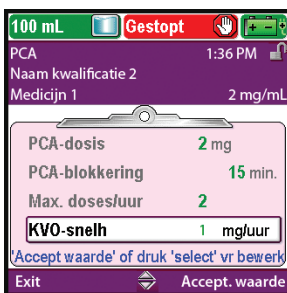 100 mL Gestopt
PCA 1:36 PM
Naam kwalificatie 2
Medicijn 1 2 mg/mL
PCA-dosis 2 mg
PCA-blokkering 15 min.
Max. doses/uur 2
KVO-snelh 1 mg/uur
'Accept waarde' of druk 'select' vr bewerk
Exit Accept. waarde